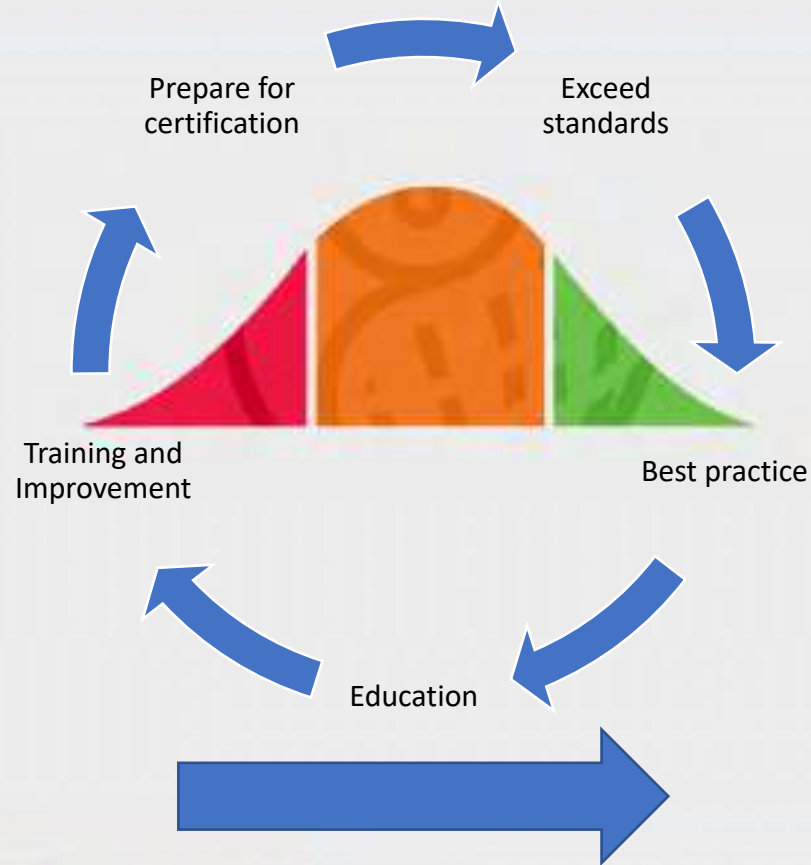 Prepare for
certification
Exceed
standards
Training and
Improvement
Best practice
Education